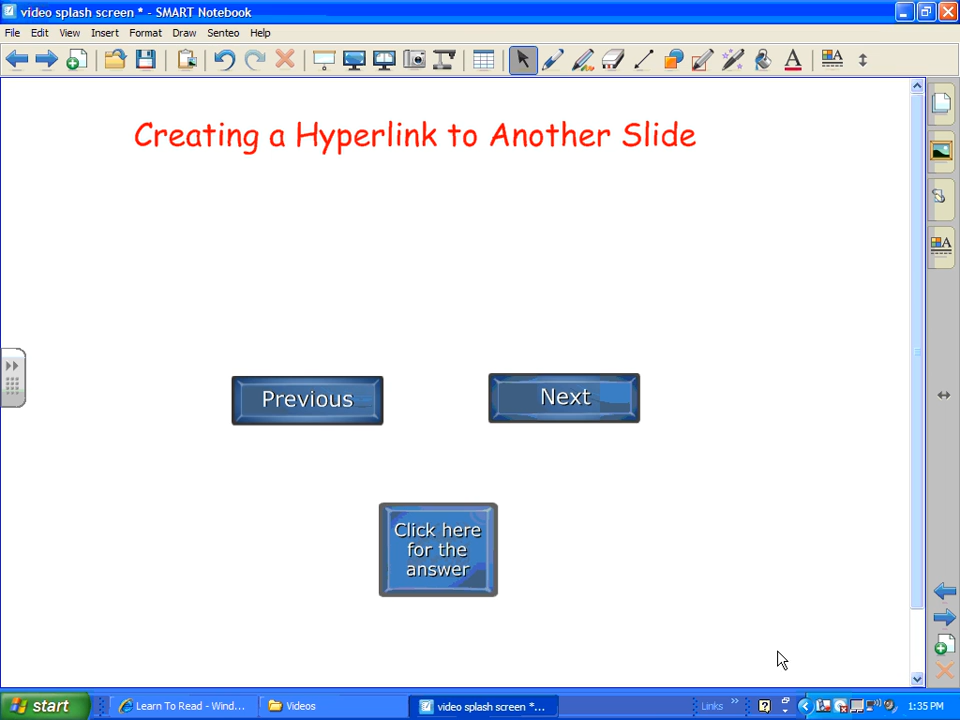 video splash screen * - SMART Notebook
File Edit View Insert Format Draw Senteo Help
Creating a Hyperlink to Another Slide
Previous
Next
Click here
for the
answer
start
Learn To Read - Wind...
Videos
video splash screen *...
Links
1:35 PM